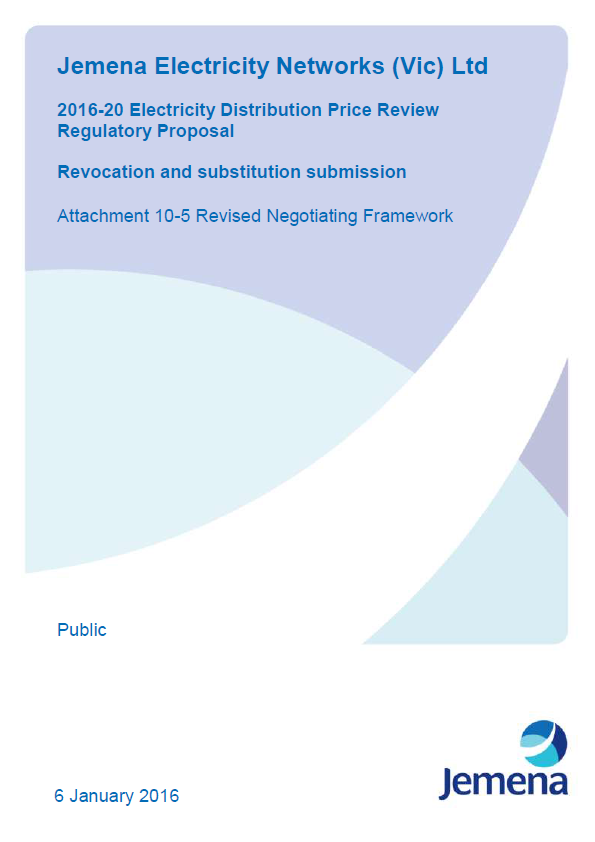 Jemena Electricity Networks (Vic) Ltd
2016-20 Electricity Distribution Price Review
Regulatory Proposal
Revocation and substitution submission
Attachment 10-5 Revised Negotiating Framework
Public
Jemena
6 January 2016